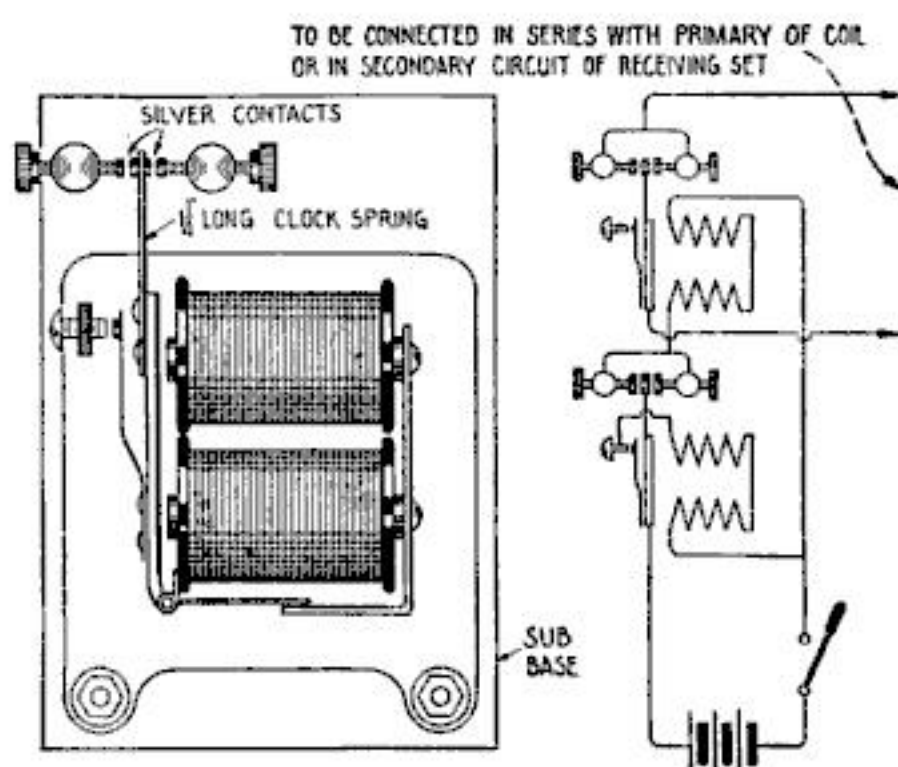 TO BE CONNECTED IN SERIES WITH PRIMARY OF COIL
OR IN SECONDARY CIRCUIT OF RECEIVING SET
SILVER CONTACTS
LONG CLOCK SPRING
SUB
BASE